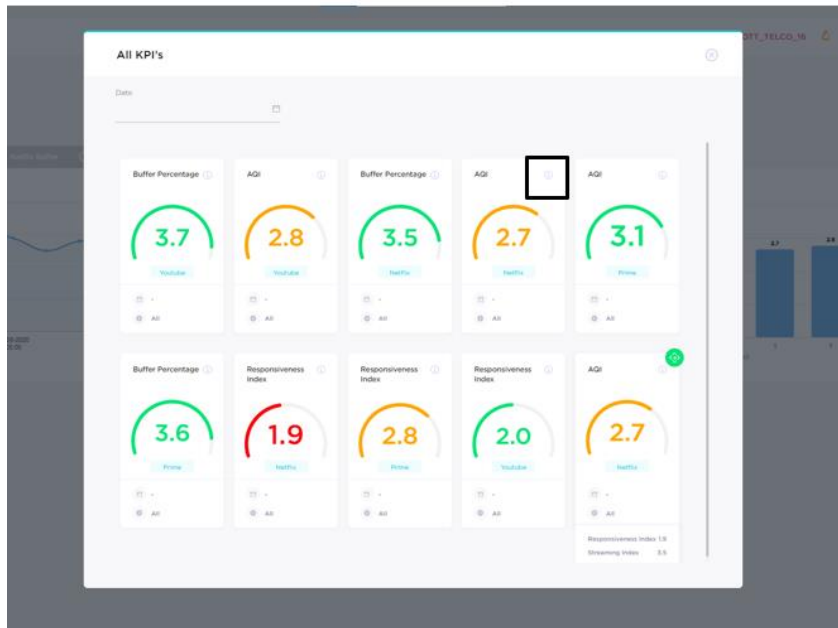 OTT_TELCO_16
All KPI's
Date
Buffer Percentage
AQI
Buffer Percentage
AQI
AQI
3.7
2.8
3.5
2.7
3.1
Youtube
Youtube
Netflix
Netflix
Prime
-
-
-
-
-
All
All
All
All
All
Buffer Percentage
Responsiveness
Index
Responsiveness
Index
Responsiveness
Index
AQI
3.6
1.9
2.8
2.0
2.7
Prime
Netflix
Prime
Youtube
Netflix
-
-
-
-
-
All
All
All
All
All
Responsiveness Index 1.9
Streaming Index 3.5
3.7